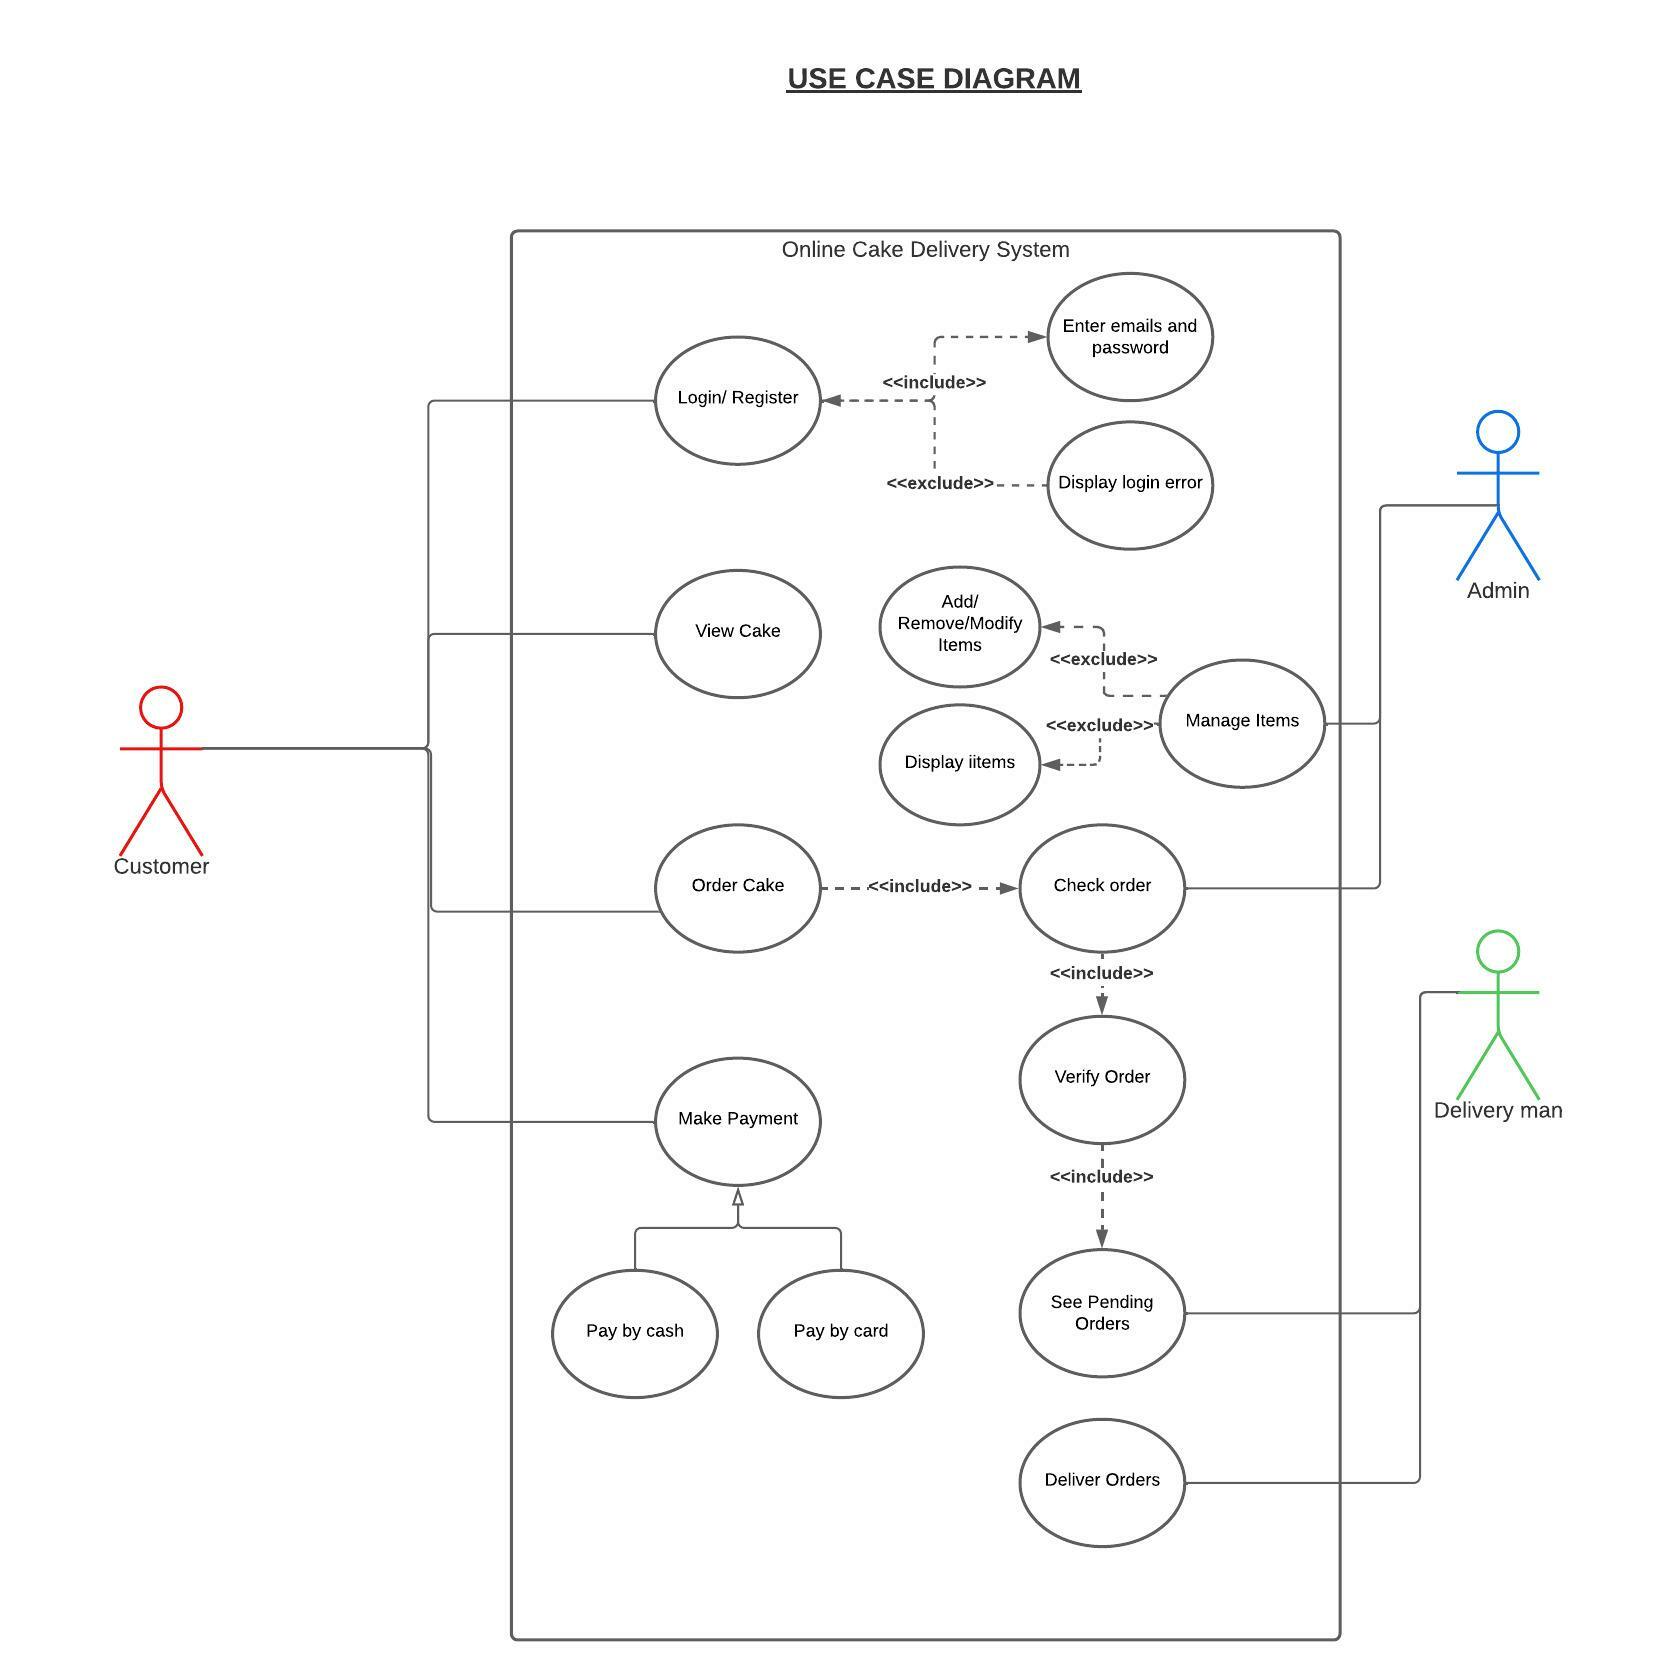 USE CASE DIAGRAM
Online Cake Delivery System
Enter emails and
password
<<include>>
Login/ Register
<<exclude>>
Display login error
Admin
Add/
Remove/Modify
Items
View Cake
<<exclude>>
Manage Items
<<exclude>>
Display iitems
Customer
Order Cake
<<include>>
Check order
<<include>>
Verify Order
Delivery man
Make Payment
<<include>>
See Pending
Orders
Pay by cash
Pay by card
Deliver Orders